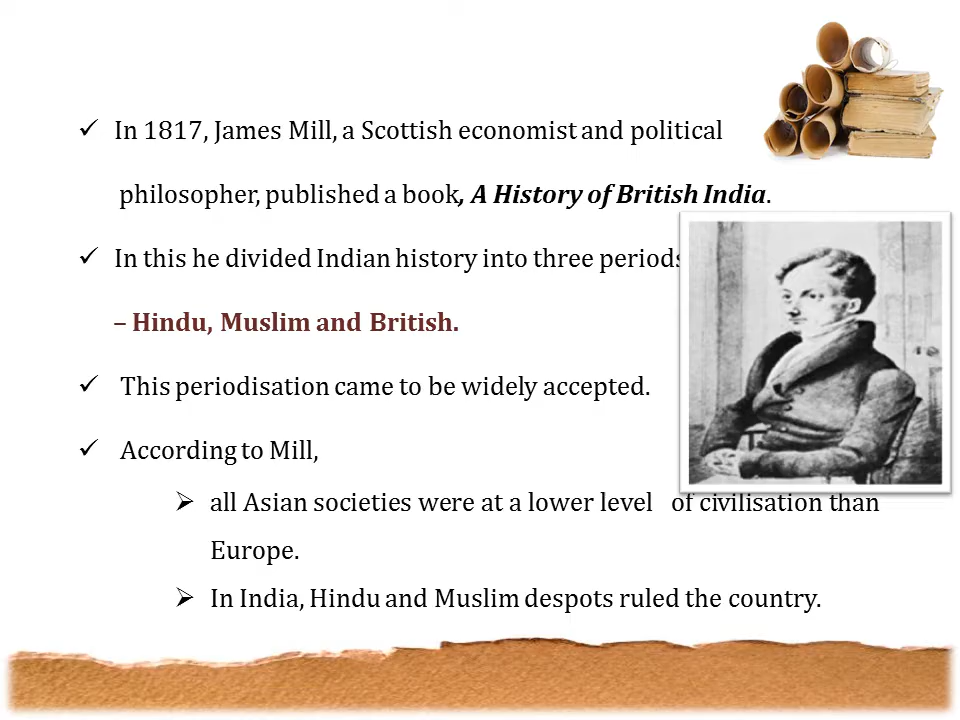 ✓ In 1817, James Mill, a Scottish economist and political
philosopher, published a book, A History of British India.
✓ In this he divided Indian history into three periods
– Hindu, Muslim and British.
✓ This periodisation came to be widely accepted.
✓ According to Mill,
➢ all Asian societies were at a lower level of civilisation than
Europe.
➢ In India, Hindu and Muslim despots ruled the country.